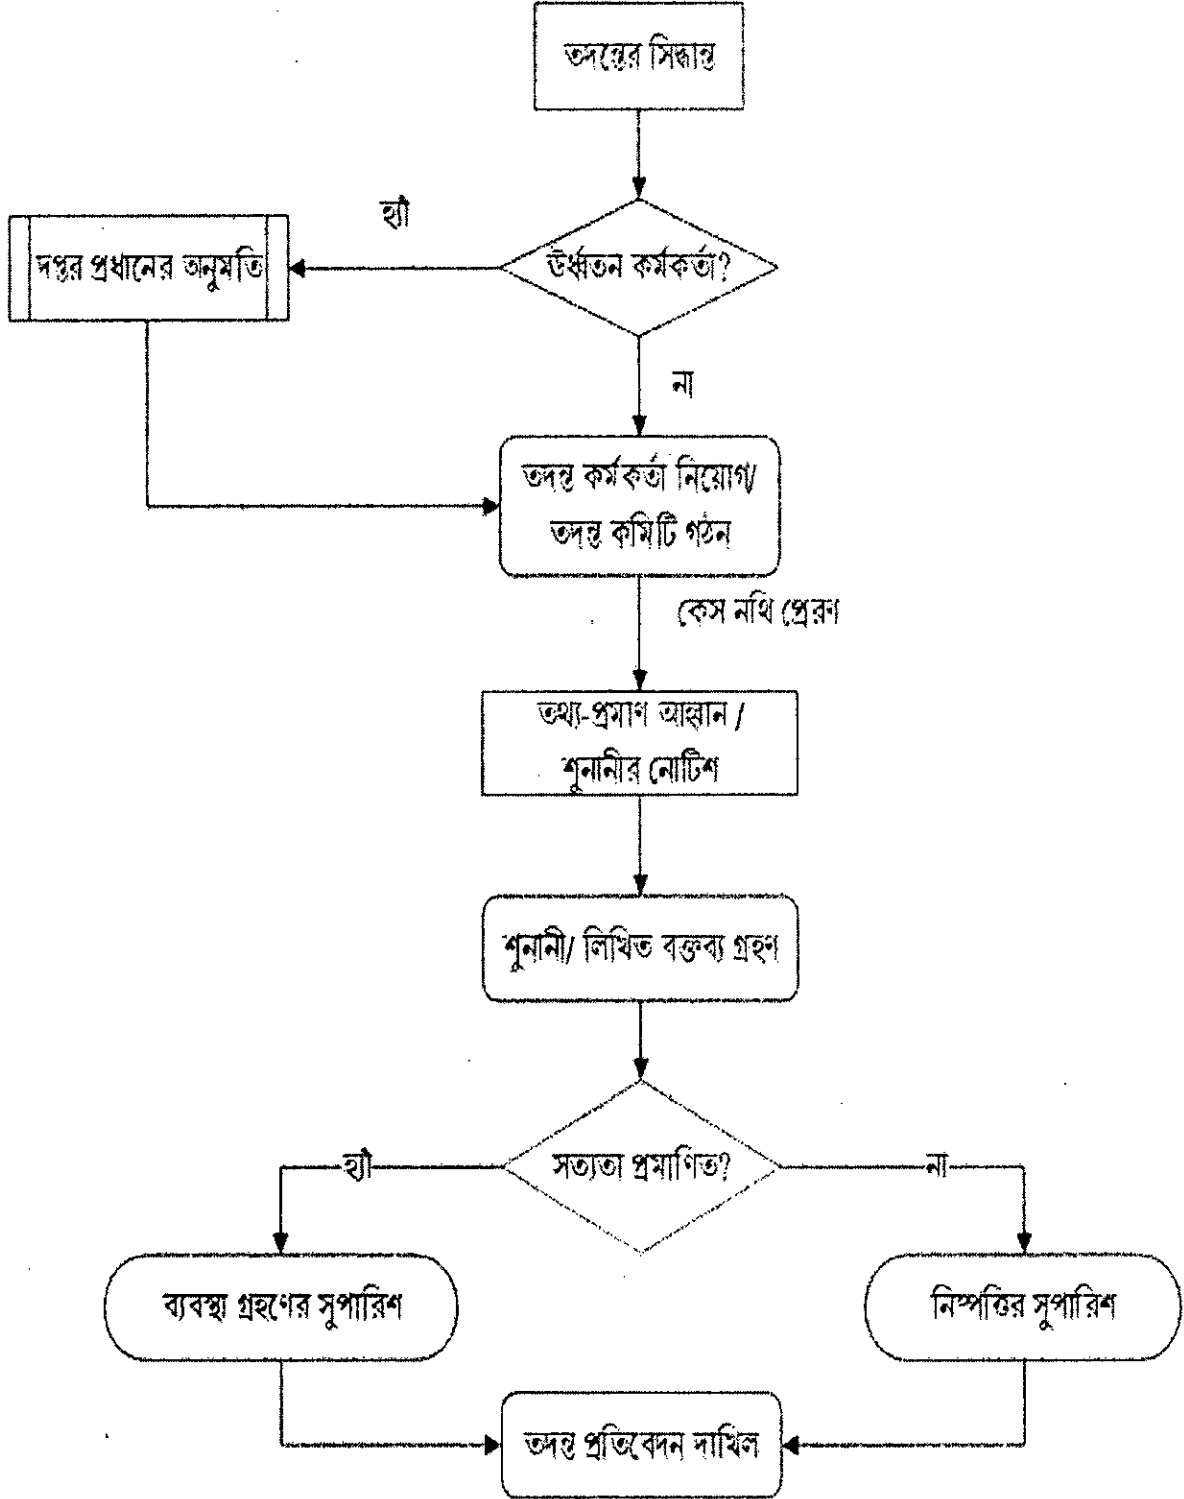 তদন্তের সিদ্ধান্ত
হ্যাঁ
দপ্তর প্রধানের অনুমতি
উর্ধ্বতন কর্মকর্তা?
না
তদন্ত কর্মকর্তা নিয়োগ/
তদন্ত কমিটি গঠন
কেস নথি প্রেরণ
তথ্য-প্রমাণ আহ্বান /
শুনানীর নোটিশ
শুনানী/ লিখিত বক্তব্য গ্রহণ
হ্যাঁ
সত্যতা প্রমাণিত?
না
ব্যবস্থা গ্রহণের সুপারিশ
নিস্পত্তির সুপারিশ
তদন্ত প্রতিবেদন দাখিল